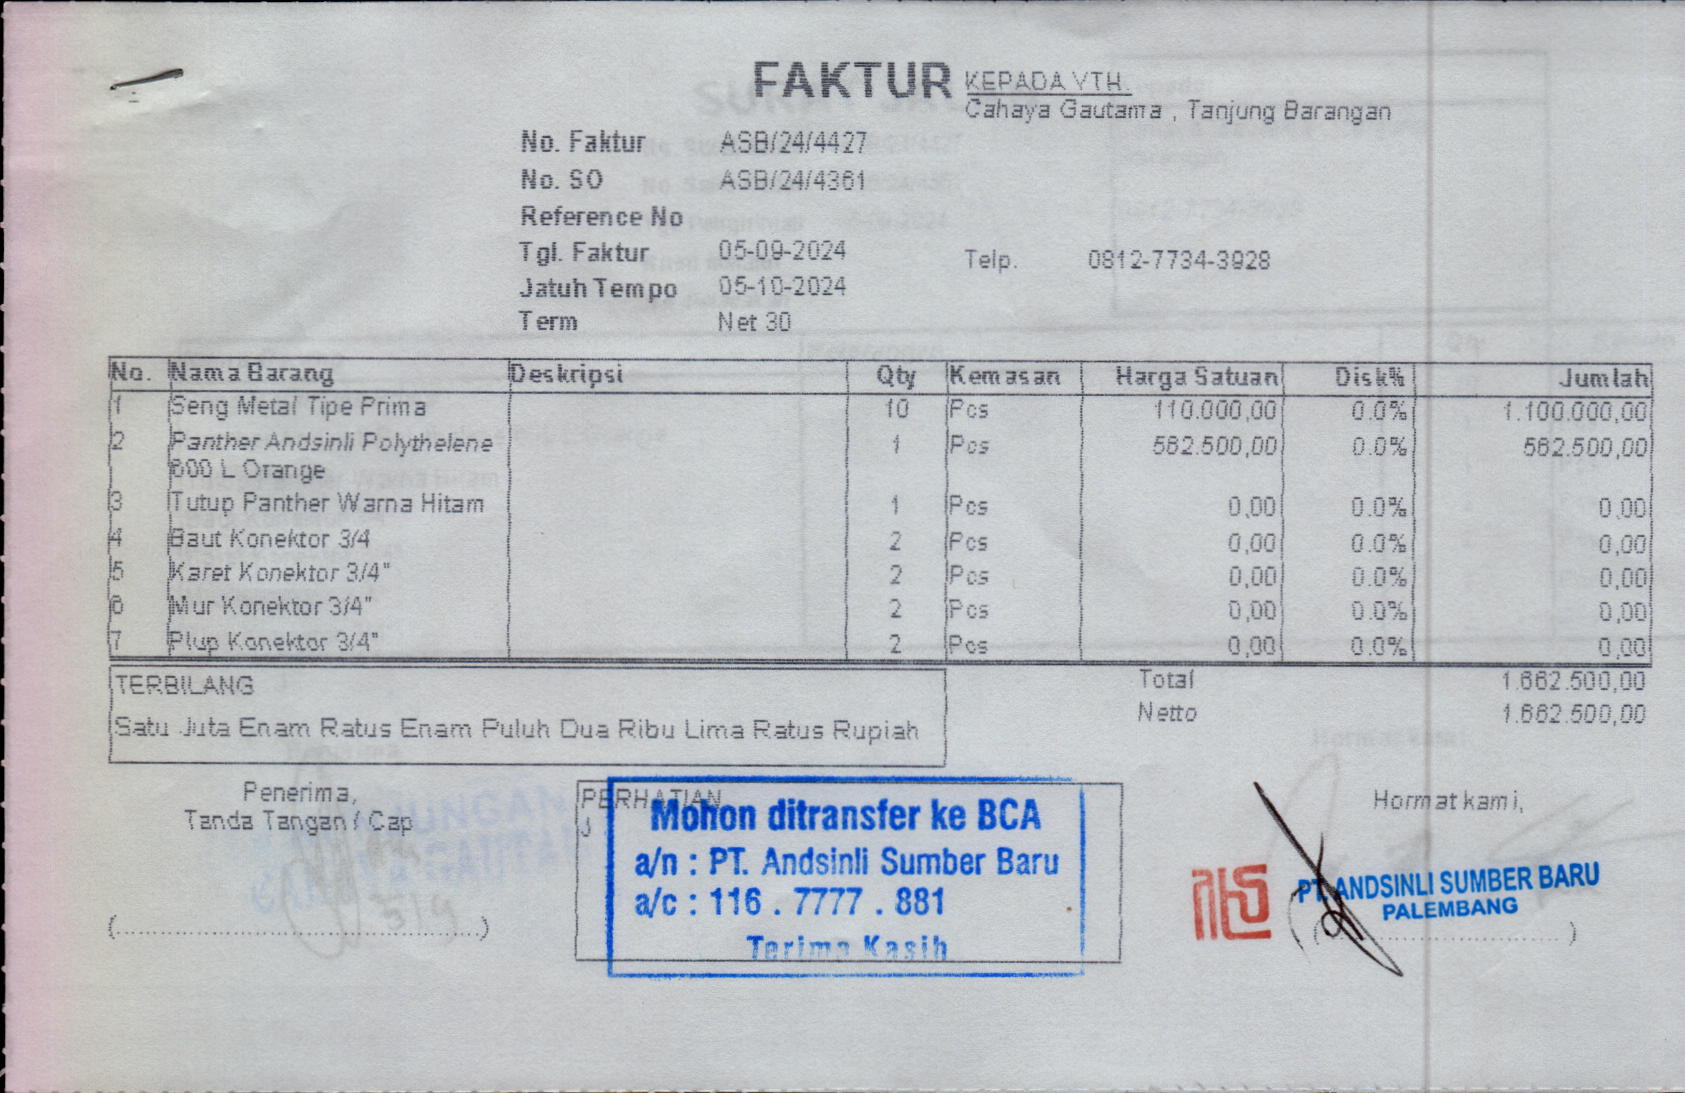 FAKTUR
KEPADA YTH.
Cahaya Gautama , Tanjung Barangan
No. Faktur ASB/24/4427
No. SO ASB/24/4361
Reference No
Tgl. Faktur 05-09-2024
Telp. 0812-7734-3928
Jatuh Tempo 05-10-2024
Term Net 30
No. Nama Barang Deskripsi Qty Kemasan Harga Satuan Disk% Jumlah
1 Seng Metal Tipe Prima 10 Pcs 110.000,00 0.0% 1.100.000,00
2 Panther Andsinli Polythelene 1 Pcs 562.500,00 0.0% 562.500,00
600 L Orange
3 Tutup Panther Warna Hitam 1 Pcs 0,00 0.0% 0,00
4 Baut Konektor 3/4 2 Pcs 0,00 0.0% 0,00
5 Karet Konektor 3/4" 2 Pcs 0,00 0.0% 0,00
6 Mur Konektor 3/4" 2 Pcs 0,00 0.0% 0,00
7 Plup Konektor 3/4" 2 Pcs 0,00 0.0% 0,00
TERBILANG
Satu Juta Enam Ratus Enam Puluh Dua Ribu Lima Ratus Rupiah
Total 1.662.500,00
Netto 1.662.500,00
Penerima,
Tanda Tangan / Cap
PERHATIAN
Mohon ditransfer ke BCA
a/n : PT. Andsinli Sumber Baru
a/c : 116 . 7777 . 881
Terima Kasih
Hormat kami,
PT. ANDSINLI SUMBER BARU
PALEMBANG